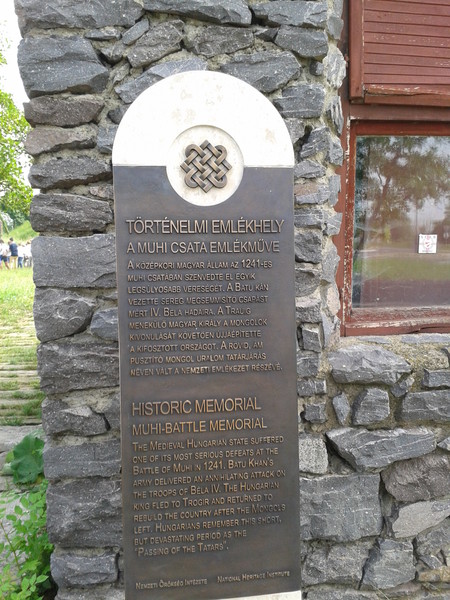 TÖRTÉNELMI EMLÉKHELY
A MUHI CSATA EMLÉKMŰVE
A KÖZÉPKORI MAGYAR ÁLLAM AZ 1241-ES
MUHI CSATÁBAN SZENVEDTE EL EGYIK
LEGSÚLYOSABB VERESÉGÉT. A BATU KÁN
VEZETTE SEREG MEGSEMMISÍTŐ CSAPÁST
MÉRT IV. BÉLA HADAIRA. A TRAUIG
MENEKÜLŐ MAGYAR KIRÁLY A MONGOLOK
KIVONULÁSÁT KÖVETŐEN ÚJJÁÉPÍTETTE
A KIFOSZTOTT ORSZÁGOT. A RÖVID, ÁM
PUSZTÍTÓ MONGOL URALOM TATÁRJÁRÁS
NÉVEN VÁLT A NEMZETI EMLÉKEZET RÉSZÉVÉ.
HISTORIC MEMORIAL
MUHI-BATTLE MEMORIAL
THE MEDIEVAL HUNGARIAN STATE SUFFERED
ONE OF ITS MOST SERIOUS DEFEATS AT THE
BATTLE OF MUHI IN 1241. BATU KHAN'S
ARMY DELIVERED AN ANNIHILATING ATTACK ON
THE TROOPS OF BÉLA IV. THE HUNGARIAN
KING FLED TO TROGIR AND RETURNED TO
REBUILD THE COUNTRY AFTER THE MONGOLS
LEFT. HUNGARIANS REMEMBER THIS SHORT,
BUT DEVASTATING PERIOD AS THE
"PASSING OF THE TATARS".
NEMZETI ÖRÖKSÉG INTÉZETE NATIONAL HERITAGE INSTITUTE